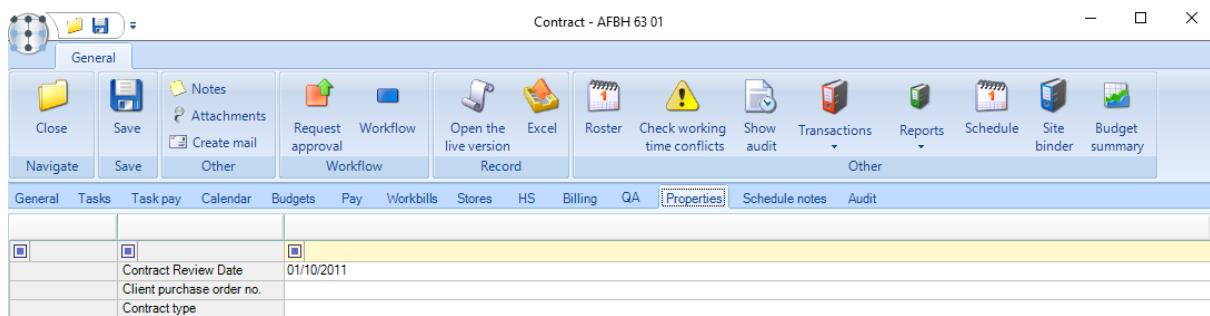 Contract - AFBH 63 01
General
Notes
Attachments
Create mail
Close
Save
Request approval
Workflow
Open the live version
Excel
Roster
Check working time conflicts
Show audit
Transactions
Reports
Schedule
Site binder
Budget summary
Navigate Save Other Workflow Record Other
General Tasks Task pay Calendar Budgets Pay Workbills Stores HS Billing QA Properties Schedule notes Audit
Contract Review Date 01/10/2011
Client purchase order no.
Contract type